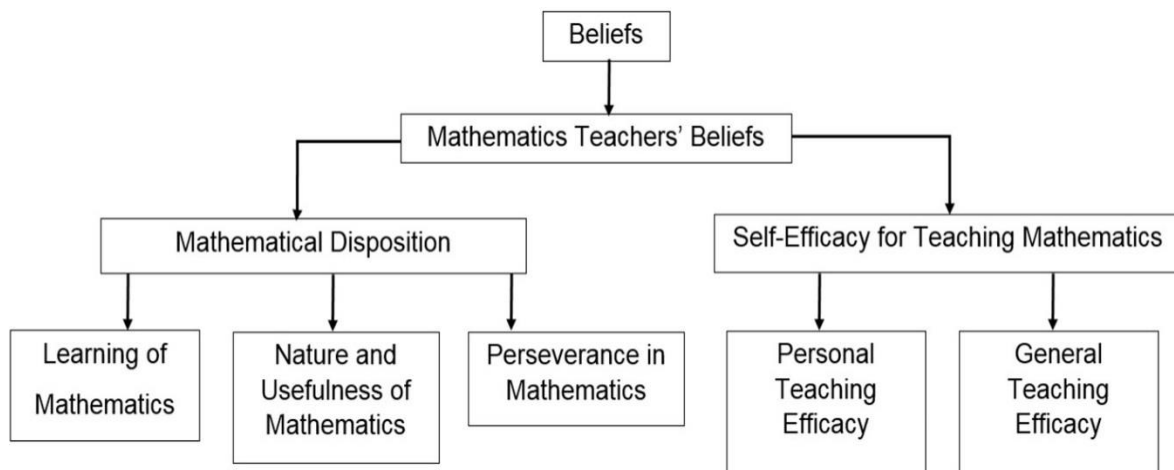 Beliefs
Mathematics Teachers’ Beliefs
Mathematical Disposition
Self-Efficacy for Teaching Mathematics
Learning of
Mathematics
Nature and
Usefulness of
Mathematics
Perseverance in
Mathematics
Personal
Teaching
Efficacy
General
Teaching
Efficacy